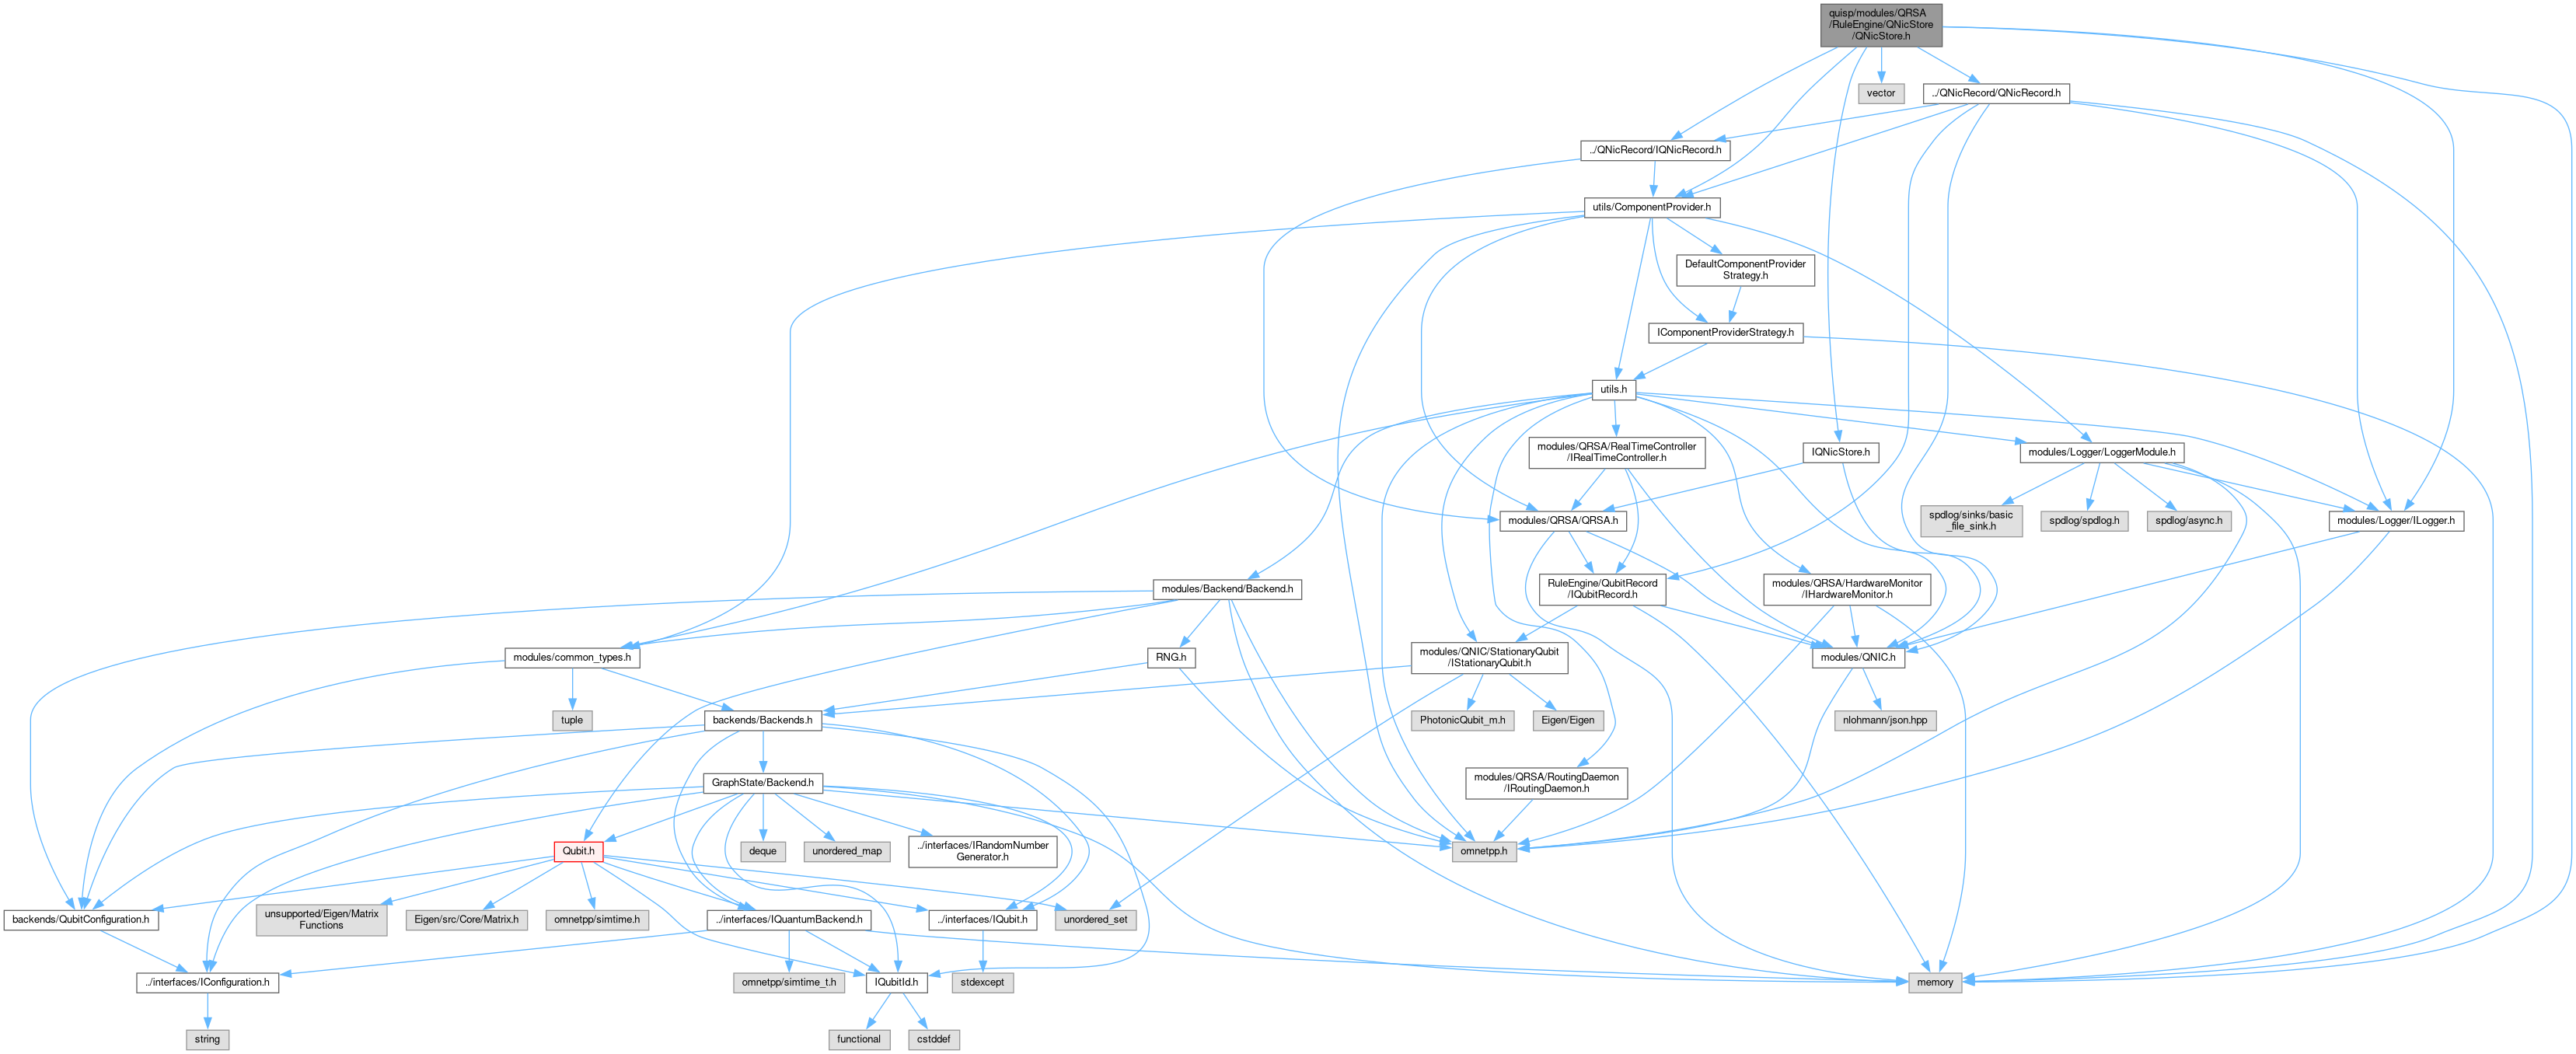 quisp/modules/QRSA
/RuleEngine/QNicStore
/QNicStore.h
vector
../QNicRecord/QNicRecord.h
../QNicRecord/IQNicRecord.h
utils/ComponentProvider.h
DefaultComponentProvider
Strategy.h
IComponentProviderStrategy.h
utils.h
modules/QRSA/RealTimeController
/IRealTimeController.h
IQNicStore.h
modules/Logger/LoggerModule.h
modules/QRSA/QRSA.h
spdlog/sinks/basic
_file_sink.h
spdlog/spdlog.h
spdlog/async.h
modules/Logger/ILogger.h
modules/Backend/Backend.h
RuleEngine/QubitRecord
/IQubitRecord.h
modules/QRSA/HardwareMonitor
/IHardwareMonitor.h
modules/common_types.h
RNG.h
modules/QNIC/StationaryQubit
/IStationaryQubit.h
modules/QNIC.h
tuple
backends/Backends.h
PhotonicQubit_m.h
Eigen/Eigen
nlohmann/json.hpp
GraphState/Backend.h
modules/QRSA/RoutingDaemon
/IRoutingDaemon.h
Qubit.h
deque
unordered_map
../interfaces/IRandomNumber
Generator.h
omnetpp.h
backends/QubitConfiguration.h
unsupported/Eigen/Matrix
Functions
Eigen/src/Core/Matrix.h
omnetpp/simtime.h
../interfaces/IQuantumBackend.h
../interfaces/IQubit.h
unordered_set
../interfaces/IConfiguration.h
omnetpp/simtime_t.h
IQubitId.h
stdexcept
memory
string
functional
cstddef